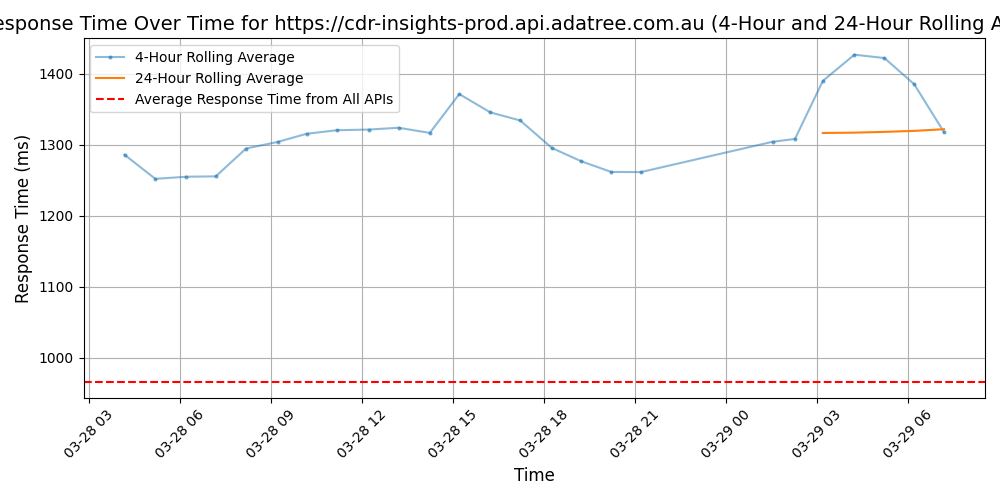 esponse Time Over Time for https://cdr-insights-prod.api.adatree.com.au (4-Hour and 24-Hour Rolling A
4-Hour Rolling Average
24-Hour Rolling Average
Average Response Time from All APIs
Response Time (ms)
1400
1300
1200
1100
1000
03-28 03
03-28 06
03-28 09
03-28 12
03-28 15
03-28 18
03-28 21
03-29 00
03-29 03
03-29 06
Time